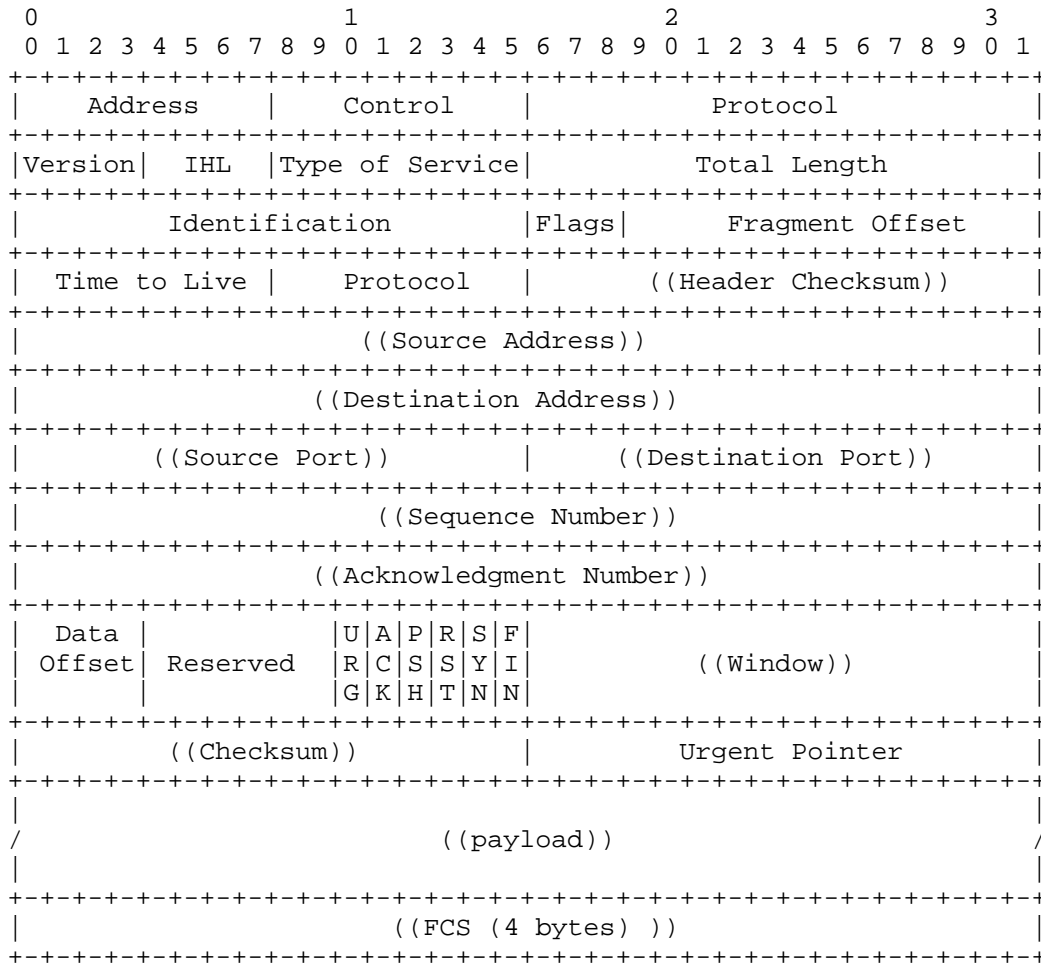 0                   1                   2                   3
0 1 2 3 4 5 6 7 8 9 0 1 2 3 4 5 6 7 8 9 0 1 2 3 4 5 6 7 8 9 0 1
+-+-+-+-+-+-+-+-+-+-+-+-+-+-+-+-+-+-+-+-+-+-+-+-+-+-+-+-+-+-+-+-+
|    Address    |    Control    |           Protocol            |
+-+-+-+-+-+-+-+-+-+-+-+-+-+-+-+-+-+-+-+-+-+-+-+-+-+-+-+-+-+-+-+-+
|Version|  IHL  |Type of Service|          Total Length         |
+-+-+-+-+-+-+-+-+-+-+-+-+-+-+-+-+-+-+-+-+-+-+-+-+-+-+-+-+-+-+-+-+
|         Identification        |Flags|      Fragment Offset    |
+-+-+-+-+-+-+-+-+-+-+-+-+-+-+-+-+-+-+-+-+-+-+-+-+-+-+-+-+-+-+-+-+
|  Time to Live |    Protocol   |       ((Header Checksum))     |
+-+-+-+-+-+-+-+-+-+-+-+-+-+-+-+-+-+-+-+-+-+-+-+-+-+-+-+-+-+-+-+-+
|                     ((Source Address))                        |
+-+-+-+-+-+-+-+-+-+-+-+-+-+-+-+-+-+-+-+-+-+-+-+-+-+-+-+-+-+-+-+-+
|                  ((Destination Address))                      |
+-+-+-+-+-+-+-+-+-+-+-+-+-+-+-+-+-+-+-+-+-+-+-+-+-+-+-+-+-+-+-+-+
|        ((Source Port))        |     ((Destination Port))      |
+-+-+-+-+-+-+-+-+-+-+-+-+-+-+-+-+-+-+-+-+-+-+-+-+-+-+-+-+-+-+-+-+
|                      ((Sequence Number))                      |
+-+-+-+-+-+-+-+-+-+-+-+-+-+-+-+-+-+-+-+-+-+-+-+-+-+-+-+-+-+-+-+-+
|                  ((Acknowledgment Number))                    |
+-+-+-+-+-+-+-+-+-+-+-+-+-+-+-+-+-+-+-+-+-+-+-+-+-+-+-+-+-+-+-+-+
|  Data |           |U|A|P|R|S|F|                               |
| Offset| Reserved  |R|C|S|S|Y|I|          ((Window))           |
|       |           |G|K|H|T|N|N|                               |
+-+-+-+-+-+-+-+-+-+-+-+-+-+-+-+-+-+-+-+-+-+-+-+-+-+-+-+-+-+-+-+-+
|         ((Checksum))          |         Urgent Pointer        |
+-+-+-+-+-+-+-+-+-+-+-+-+-+-+-+-+-+-+-+-+-+-+-+-+-+-+-+-+-+-+-+-+
|                                                               |
/                          ((payload))                          /
|                                                               |
+-+-+-+-+-+-+-+-+-+-+-+-+-+-+-+-+-+-+-+-+-+-+-+-+-+-+-+-+-+-+-+-+
|                       ((FCS (4 bytes) ))                      |
+-+-+-+-+-+-+-+-+-+-+-+-+-+-+-+-+-+-+-+-+-+-+-+-+-+-+-+-+-+-+-+-+